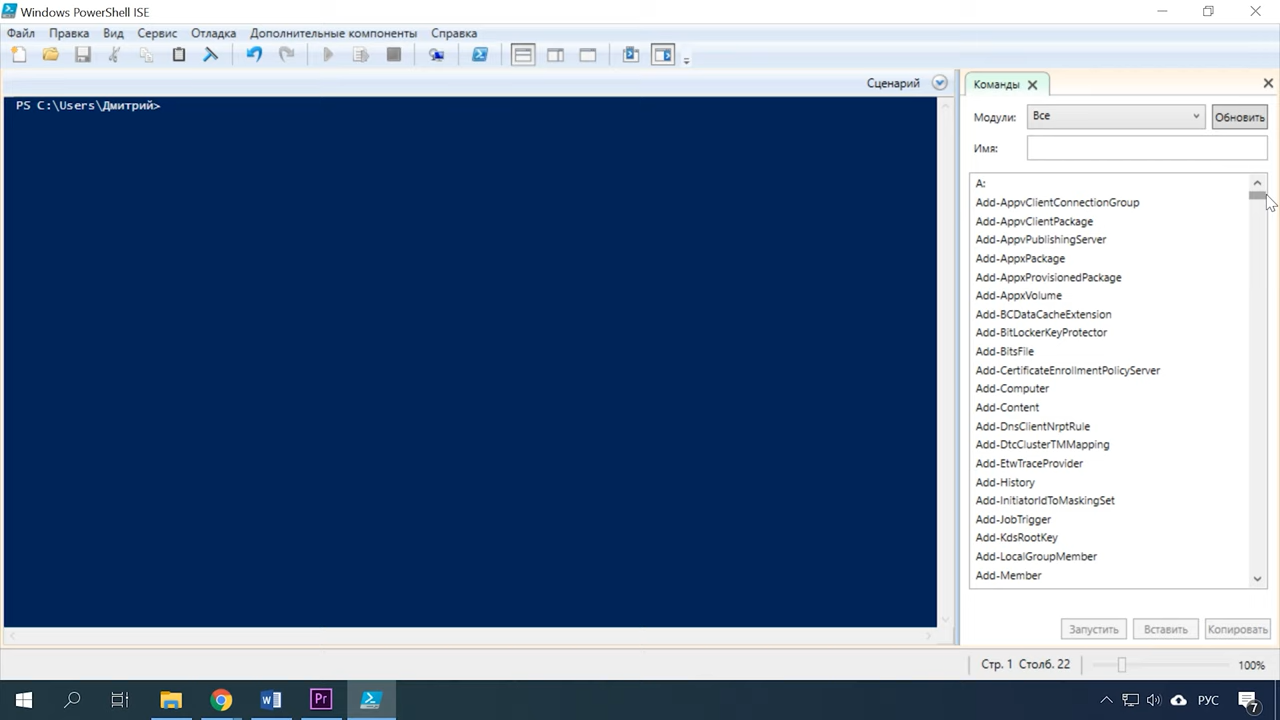 Windows PowerShell ISE
Файл Правка Вид Сервис Отладка Дополнительные компоненты Справка
Сценарий
Команды
PS C:\Users\Дмитрий>
Модули: Все Обновить
Имя:
A:
Add-AppvClientConnectionGroup
Add-AppvClientPackage
Add-AppvPublishingServer
Add-AppxPackage
Add-AppxProvisionedPackage
Add-AppxVolume
Add-BCDataCacheExtension
Add-BitLockerKeyProtector
Add-BitsFile
Add-CertificateEnrollmentPolicyServer
Add-Computer
Add-Content
Add-DnsClientNrptRule
Add-DtcClusterTMMapping
Add-EtwTraceProvider
Add-History
Add-InitiatorIdToMaskingSet
Add-JobTrigger
Add-KdsRootKey
Add-LocalGroupMember
Add-Member
Запустить Вставить Копировать
Стр. 1 Столб. 22 100%
W Pr РУС 7